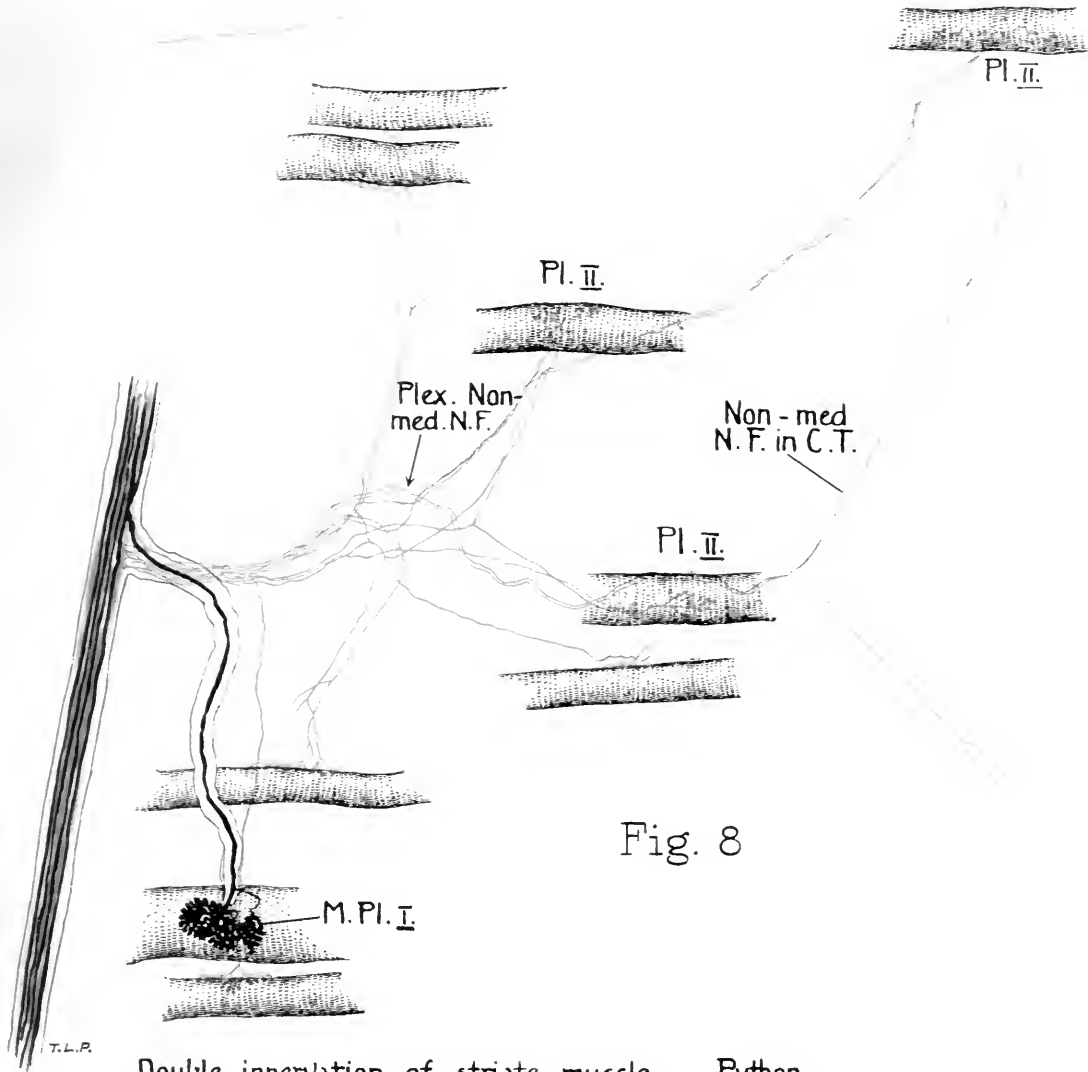 Pl. II.
Pl. II.
Plex. Non-
med. N.F.
Non-med
N.F. in C.T.
Pl. II.
Fig. 8
M. Pl. I.
T.L.P.
Double innervation of striate muscle Python